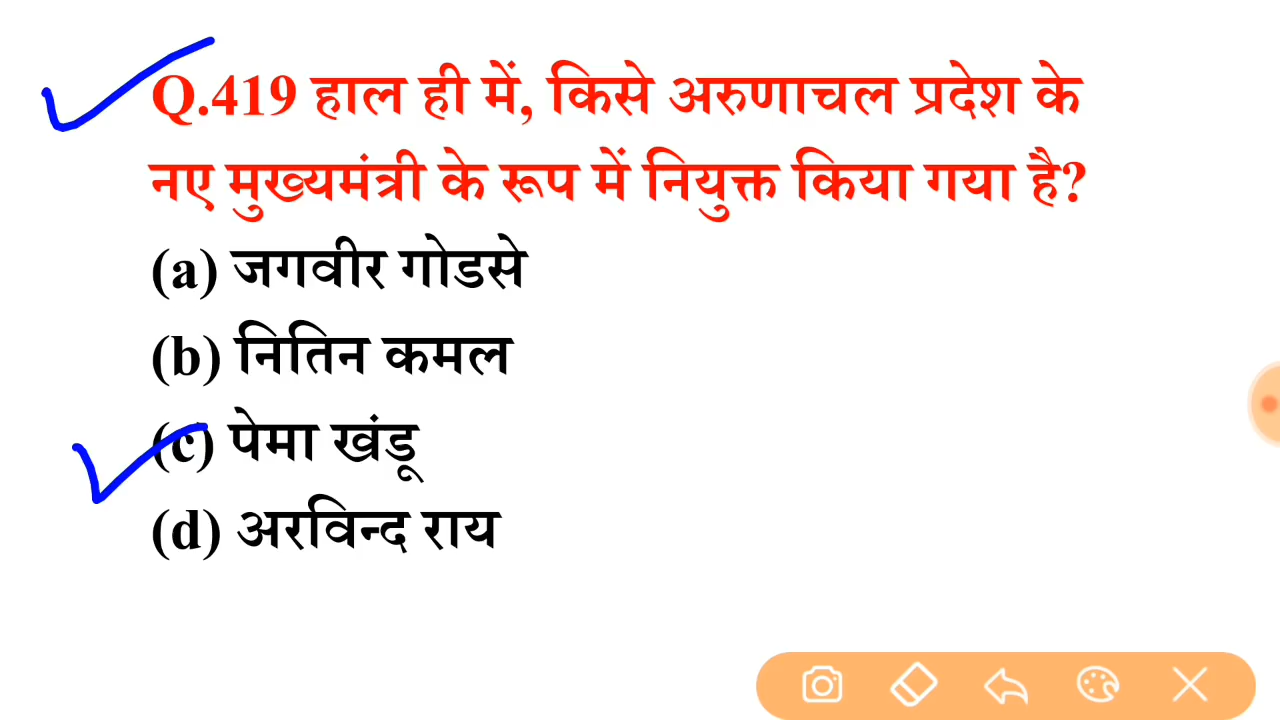 Q.419 हाल ही में, किसे अरुणाचल प्रदेश के
नए मुख्यमंत्री के रूप में नियुक्त किया गया है?
(a) जगवीर गोडसे
(b) नितिन कमल
(c) पेमा खंडू
(d) अरविन्द राय